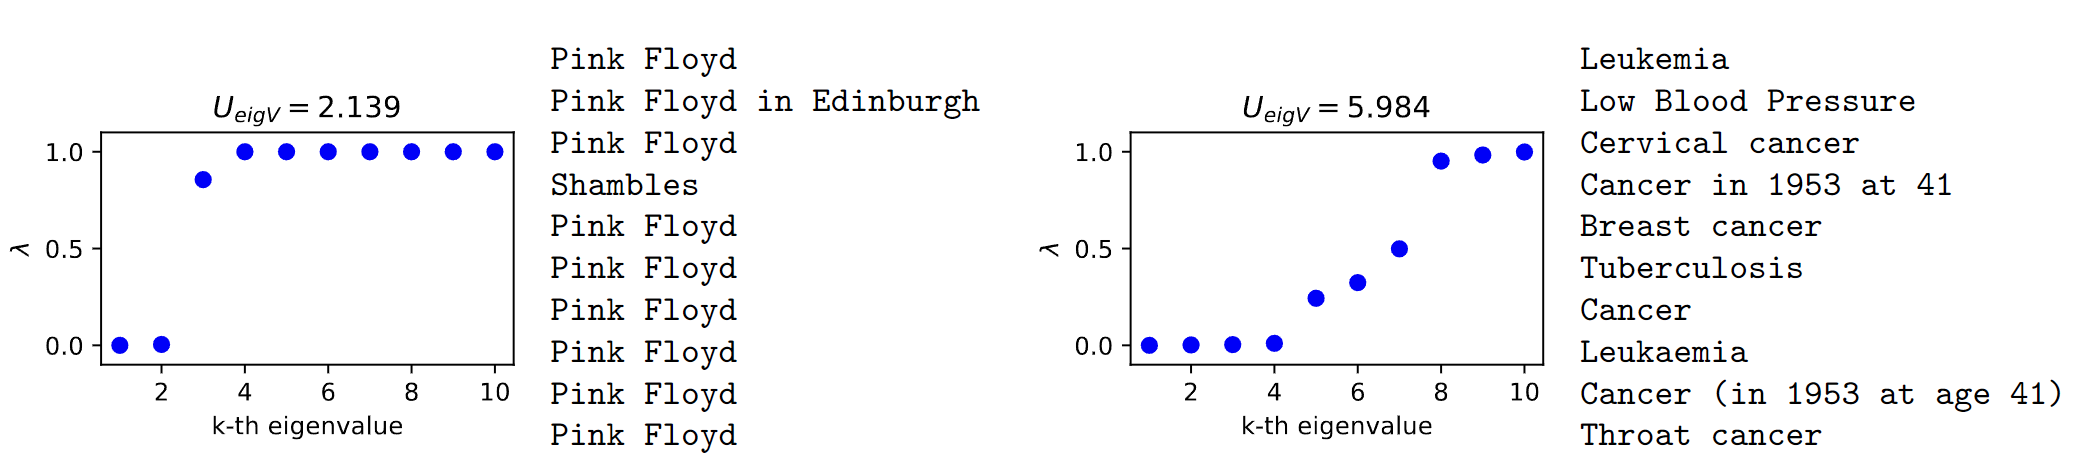 U_eigV = 2.139
1.0
0.5
0.0
λ
2 4 6 8 10
k-th eigenvalue
Pink Floyd
Pink Floyd in Edinburgh
Pink Floyd
Shambles
Pink Floyd
Pink Floyd
Pink Floyd
Pink Floyd
Pink Floyd
Pink Floyd
U_eigV = 5.984
1.0
0.5
0.0
λ
2 4 6 8 10
k-th eigenvalue
Leukemia
Low Blood Pressure
Cervical cancer
Cancer in 1953 at 41
Breast cancer
Tuberculosis
Cancer
Leukaemia
Cancer (in 1953 at age 41)
Throat cancer